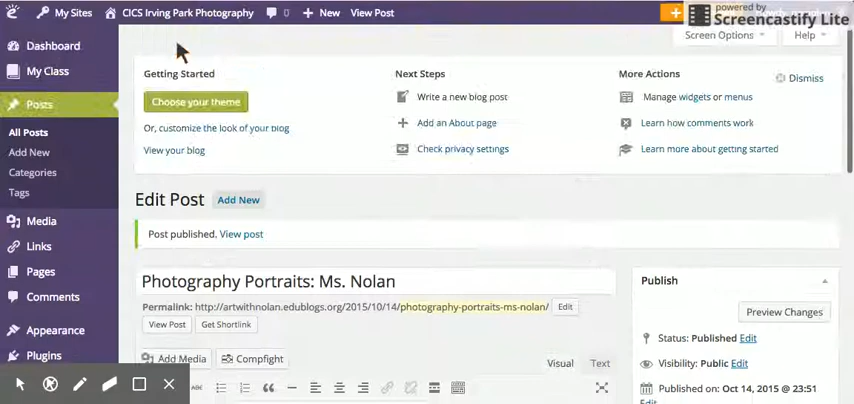 My Sites CICS Irving Park Photography 0 + New View Post
powered by
Screencastify Lite
Screen Options Help
Dashboard
My Class
Posts
All Posts
Add New
Categories
Tags
Media
Links
Pages
Comments
Appearance
Plugins
Getting Started
Choose your theme
Or, customize the look of your blog
View your blog
Next Steps
Write a new blog post
Add an About page
Check privacy settings
More Actions
Manage widgets or menus
Learn how comments work
Learn more about getting started
Dismiss
Edit Post Add New
Post published. View post
Photography Portraits: Ms. Nolan
Permalink: http://artwithnolan.edublogs.org/2015/10/14/photography-portraits-ms-nolan/ Edit
View Post Get Shortlink
Add Media Compfight Visual Text
ABC
Publish
Preview Changes
Status: Published Edit
Visibility: Public Edit
Published on: Oct 14, 2015 @ 23:51
Edit